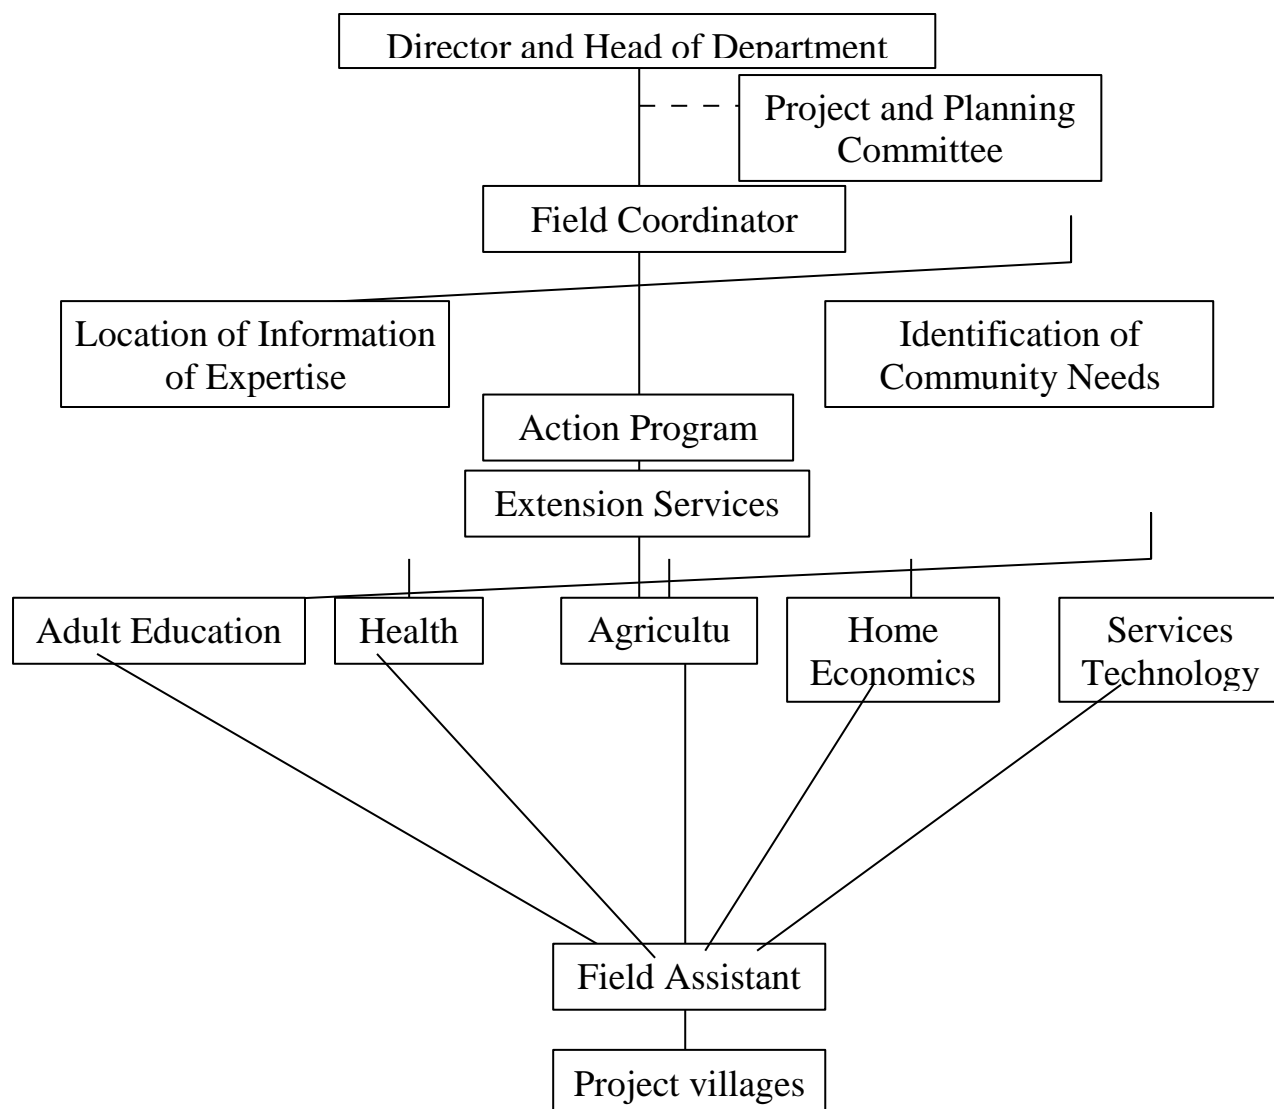 Director and Head of Department
Project and Planning
Committee
Field Coordinator
Location of Information
of Expertise
Identification of
Community Needs
Action Program
Extension Services
Adult Education
Health
Agricultu
Home
Economics
Services
Technology
Field Assistant
Project villages